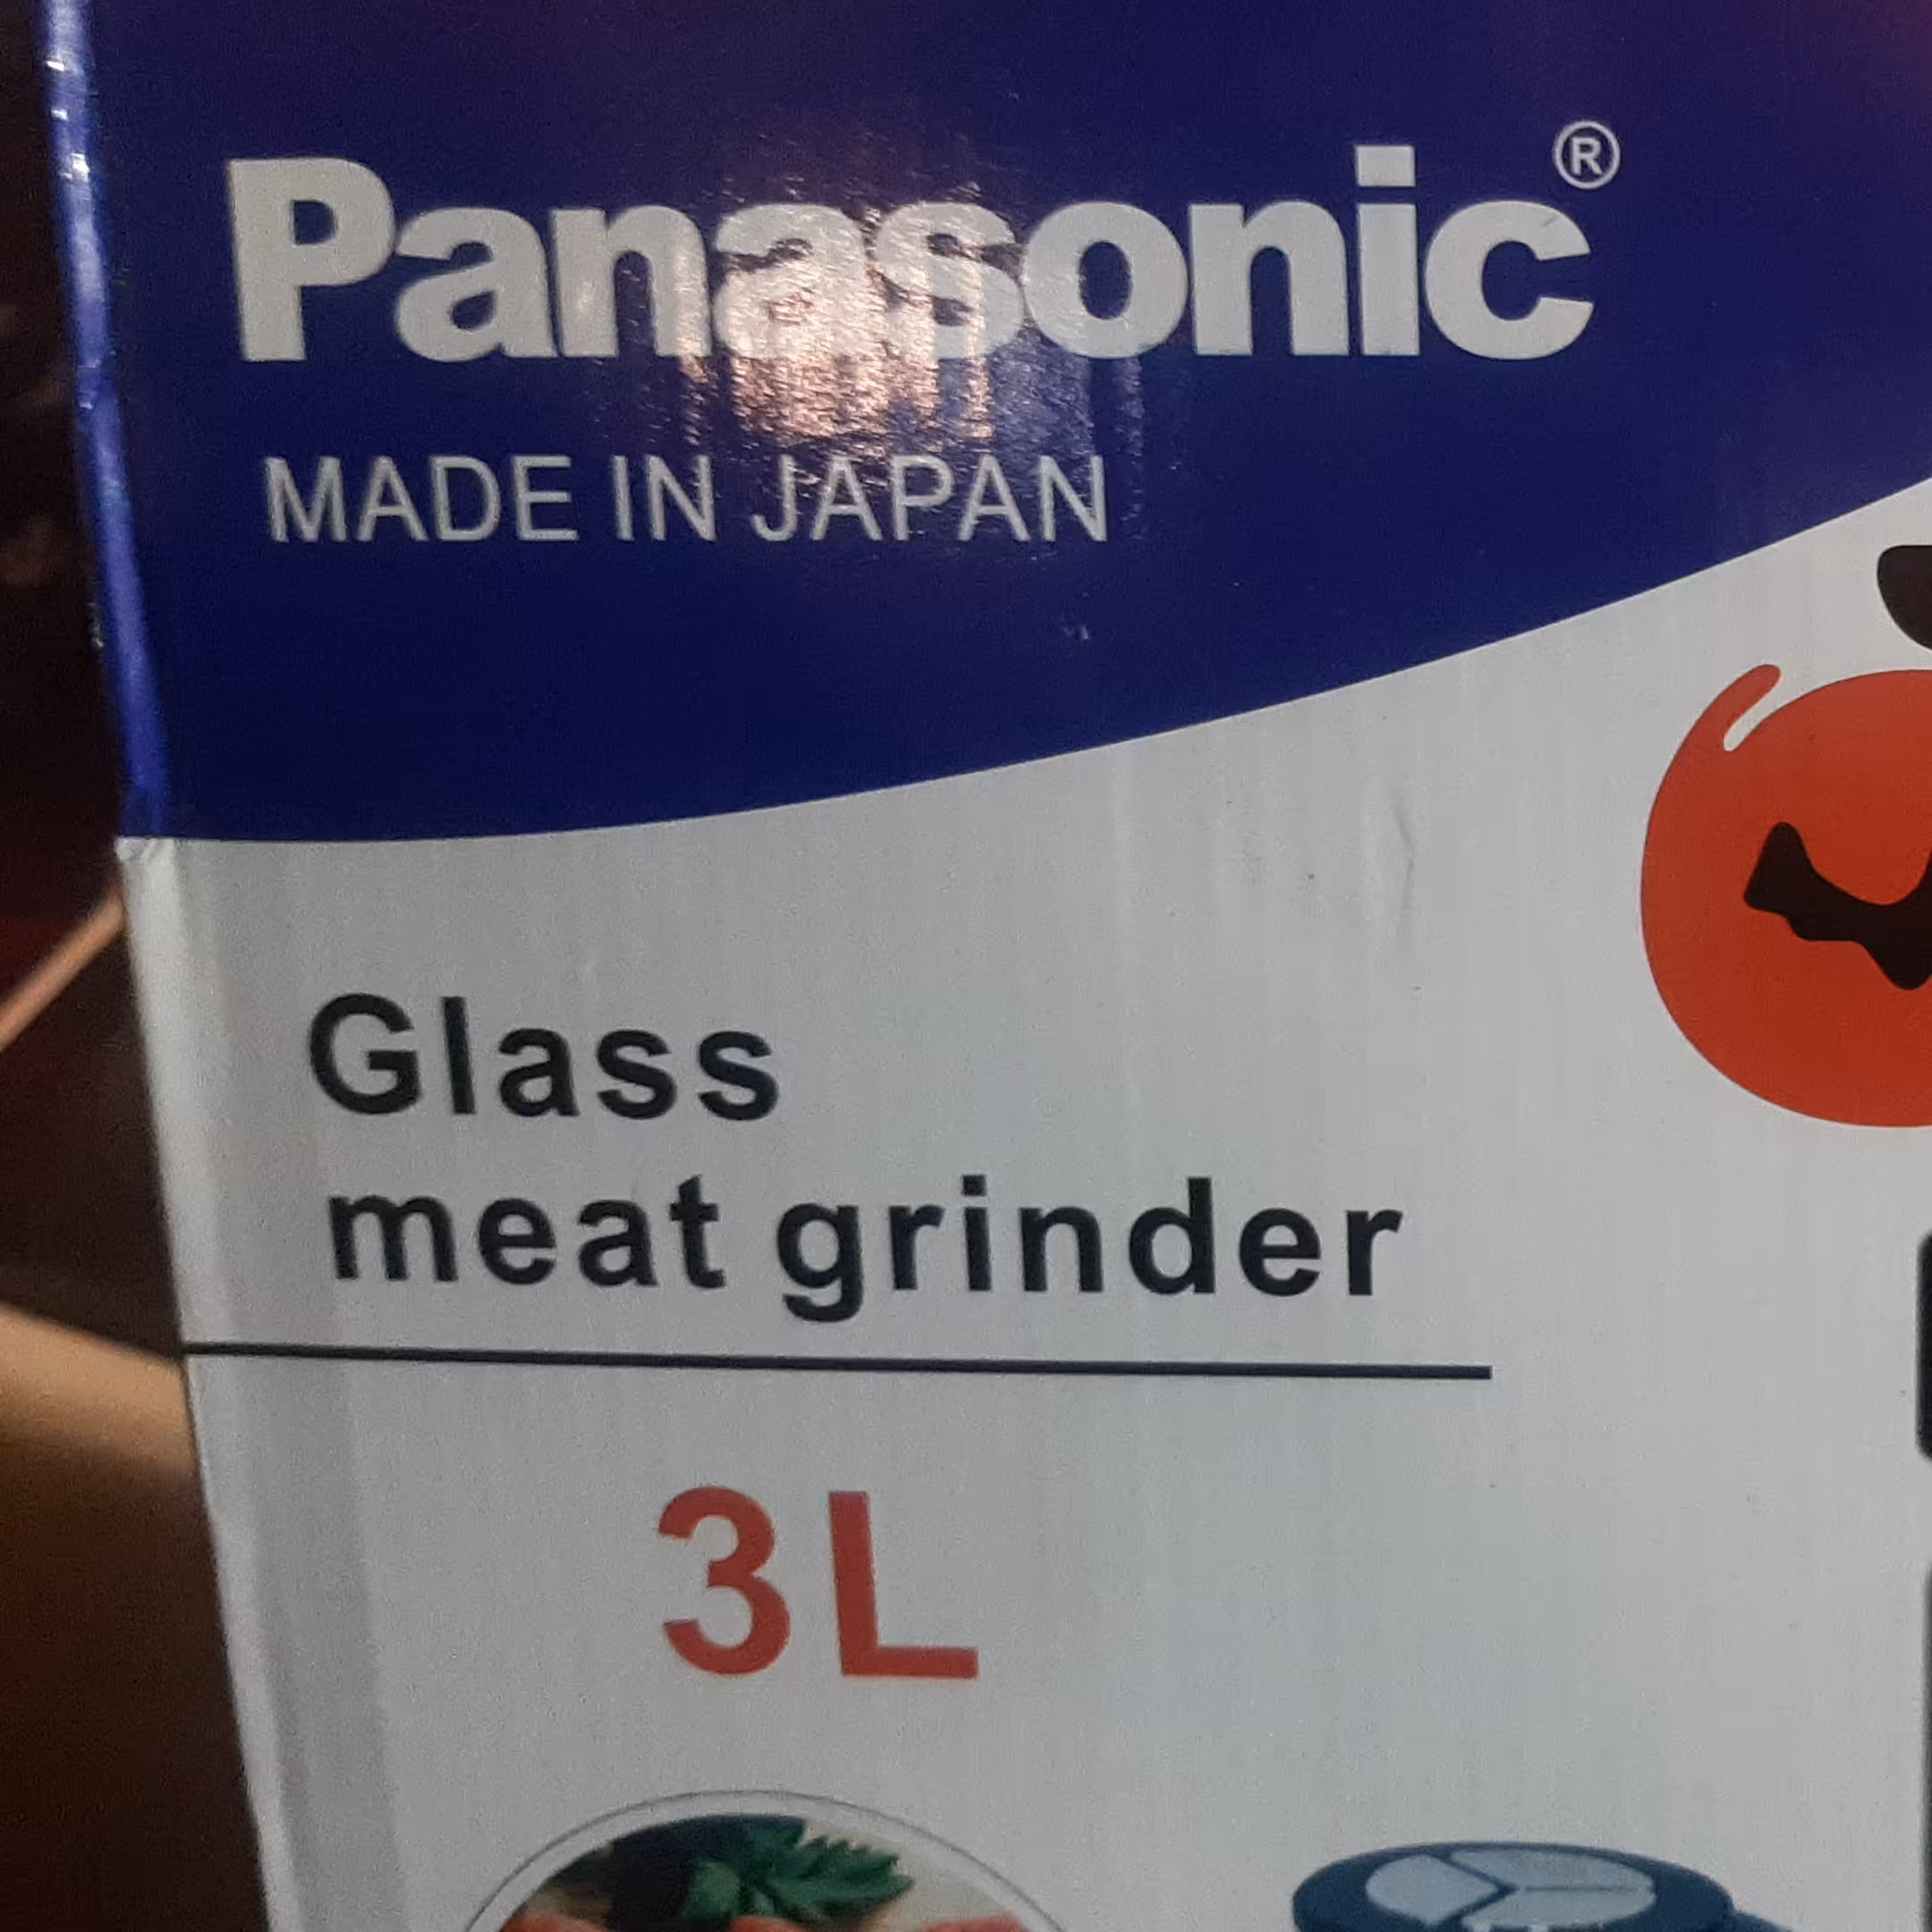 Panasonic®
MADE IN JAPAN
Glass
meat grinder
3L